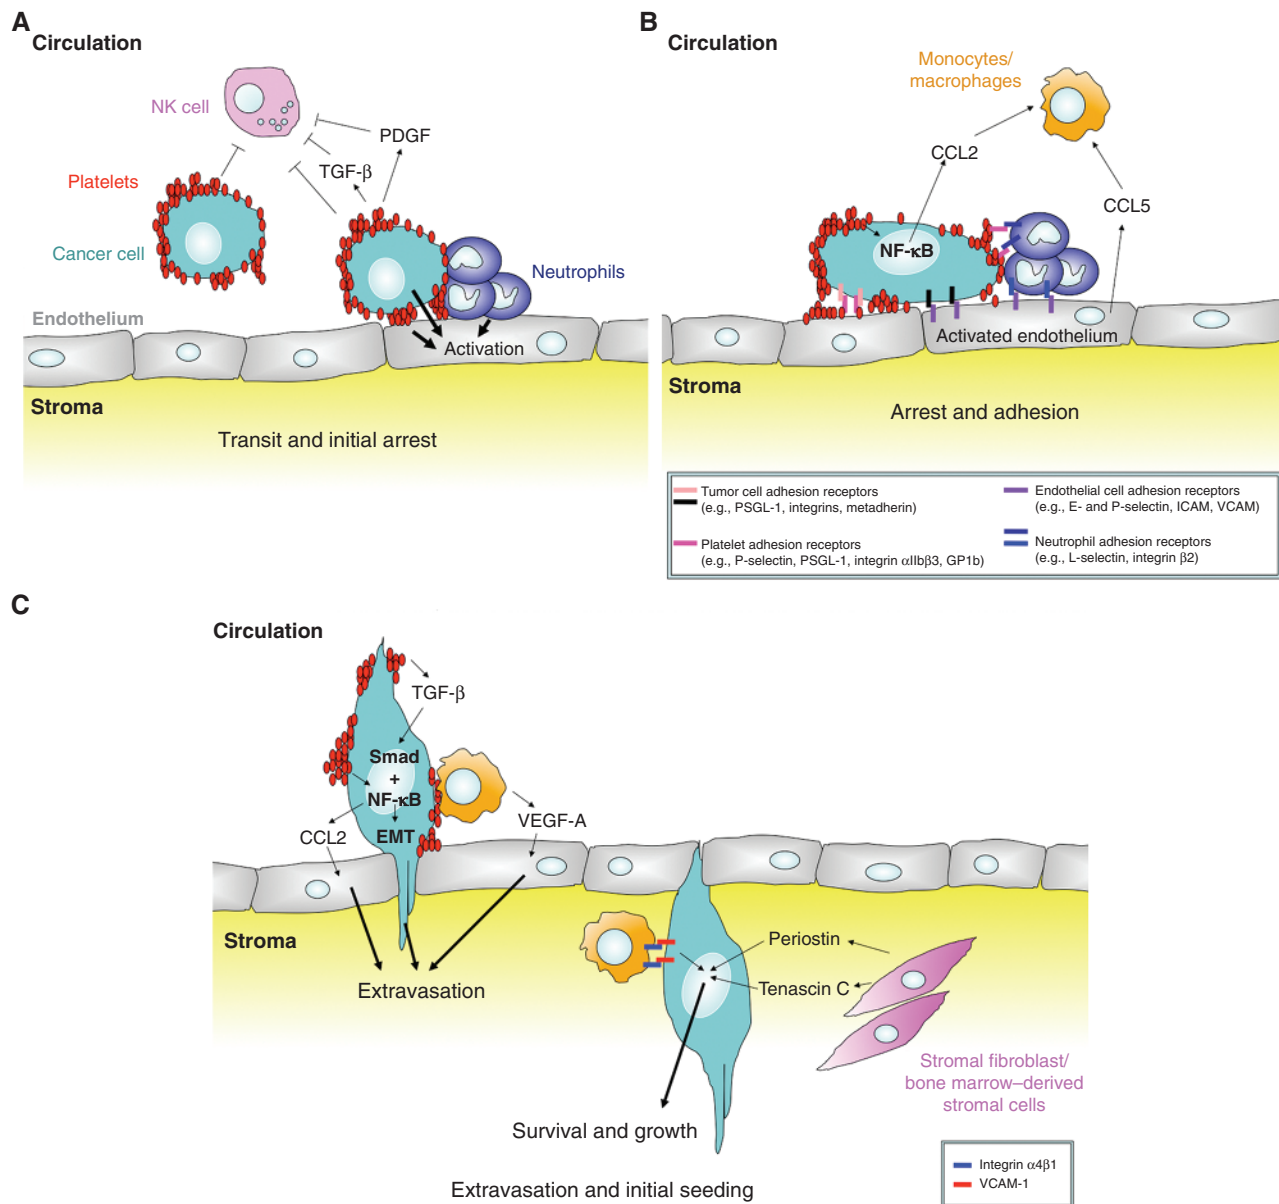 A
Circulation
NK cell
PDGF
TGF-β
Platelets
Cancer cell
Neutrophils
Endothelium
Activation
Stroma
Transit and initial arrest
B
Circulation
Monocytes/
macrophages
CCL2
CCL5
NF-κB
Activated endothelium
Stroma
Arrest and adhesion
Tumor cell adhesion receptors
(e.g., PSGL-1, integrins, metadherin)
Platelet adhesion receptors
(e.g., P-selectin, PSGL-1, integrin αIIbβ3, GP1b)
Endothelial cell adhesion receptors
(e.g., E- and P-selectin, ICAM, VCAM)
Neutrophil adhesion receptors
(e.g., L-selectin, integrin β2)
C
Circulation
TGF-β
Smad
+
NF-κB
EMT
CCL2
VEGF-A
Stroma
Extravasation
Periostin
Tenascin C
Stromal fibroblast/
bone marrow–derived
stromal cells
Survival and growth
Extravasation and initial seeding
Integrin α4β1
VCAM-1